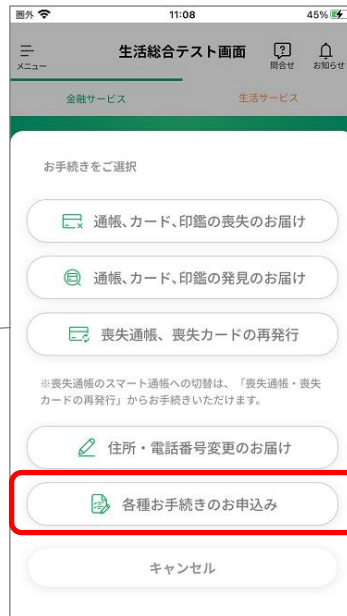 圏外 11:08 45%
メニュー 生活総合テスト画面 問合せ お知らせ
金融サービス 生活サービス
お手続きをご選択
通帳、カード、印鑑の喪失のお届け
通帳、カード、印鑑の発見のお届け
喪失通帳、喪失カードの再発行
※喪失通帳のスマート通帳への切替は、「喪失通帳・喪失
カードの再発行」からお手続きいただけます。
住所・電話番号変更のお届け
各種お手続きのお申込み
キャンセル